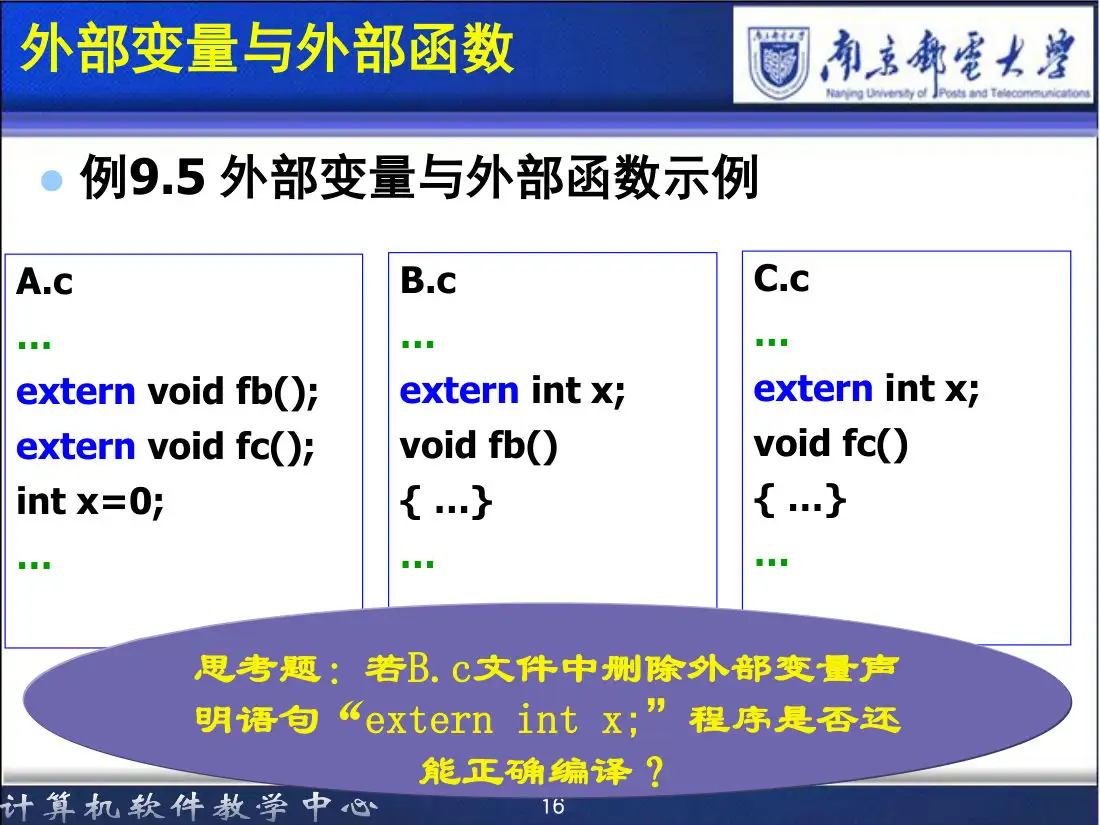 外部变量与外部函数
南京邮电大学
Nanjing University of Posts and Telecommunications
例9.5 外部变量与外部函数示例
A.c
…
extern void fb();
extern void fc();
int x=0;
…
B.c
…
extern int x;
void fb()
{ …}
…
C.c
…
extern int x;
void fc()
{ …}
…
思考题：若B.c文件中删除外部变量声
明语句“extern int x;”程序是否还
能正确编译？
计算机软件教学中心
16